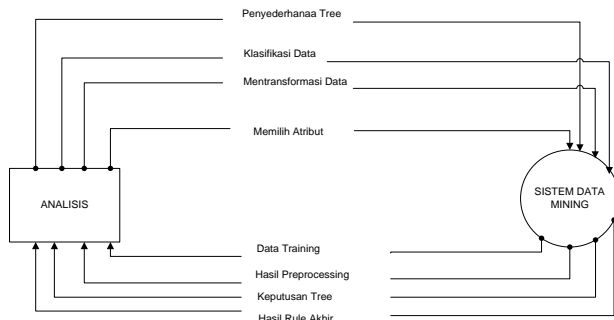 Penyederhanaa Tree
Klasifikasi Data
Mentransformasi Data
Memilih Atribut
ANALISIS
SISTEM DATA
MINING
Data Training
Hasil Preprocessing
Keputusan Tree
Hasil Rule Akhir